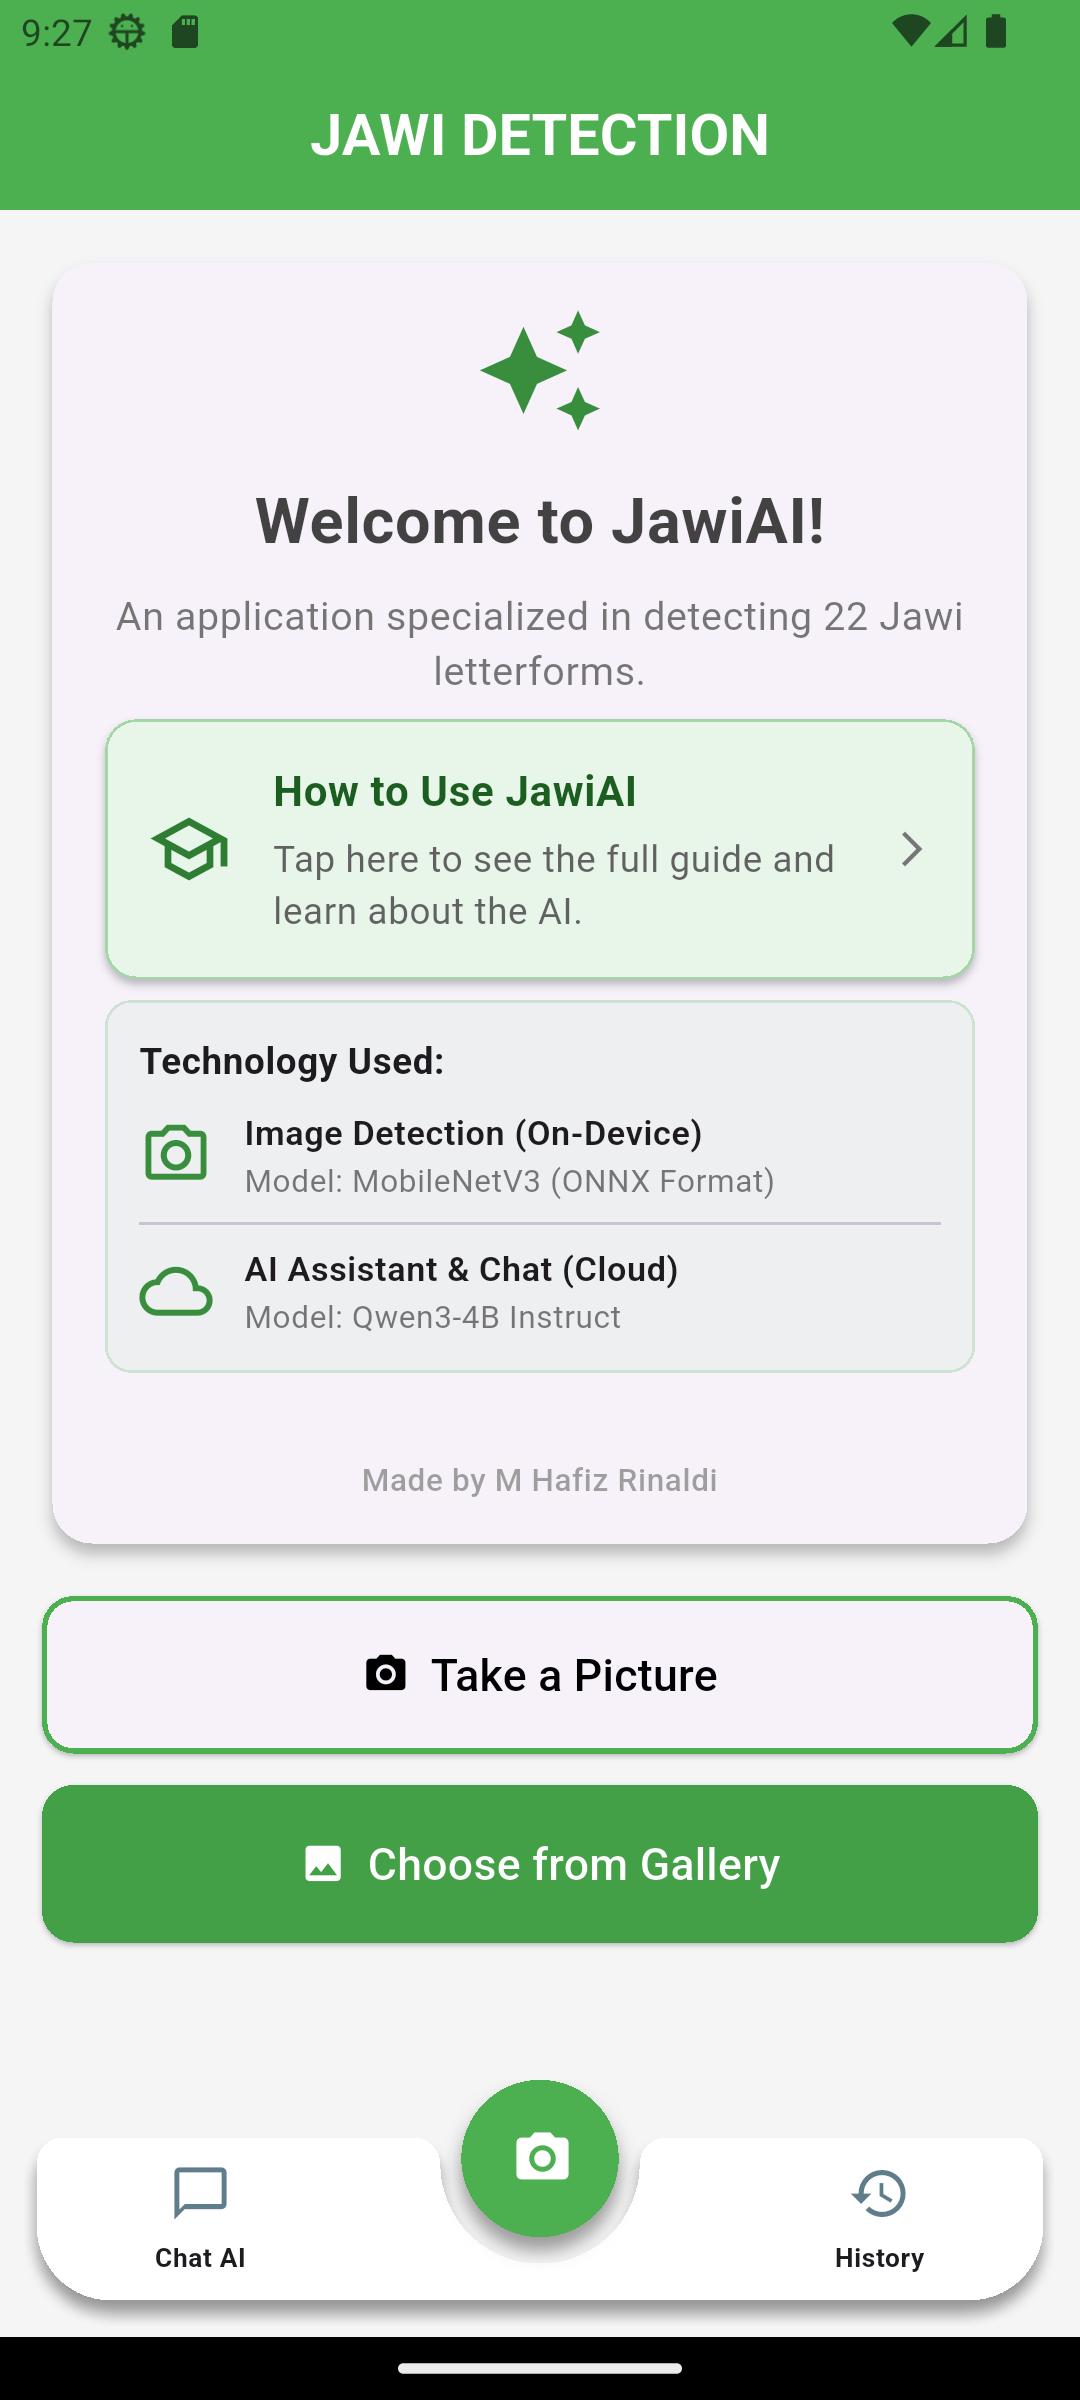 9:27
JAWI DETECTION
Welcome to JawiAI!
An application specialized in detecting 22 Jawi
letterforms.
How to Use JawiAI
Tap here to see the full guide and
learn about the AI.
Technology Used:
Image Detection (On-Device)
Model: MobileNetV3 (ONNX Format)
AI Assistant & Chat (Cloud)
Model: Qwen3-4B Instruct
Made by M Hafiz Rinaldi
Take a Picture
Choose from Gallery
Chat AI
History